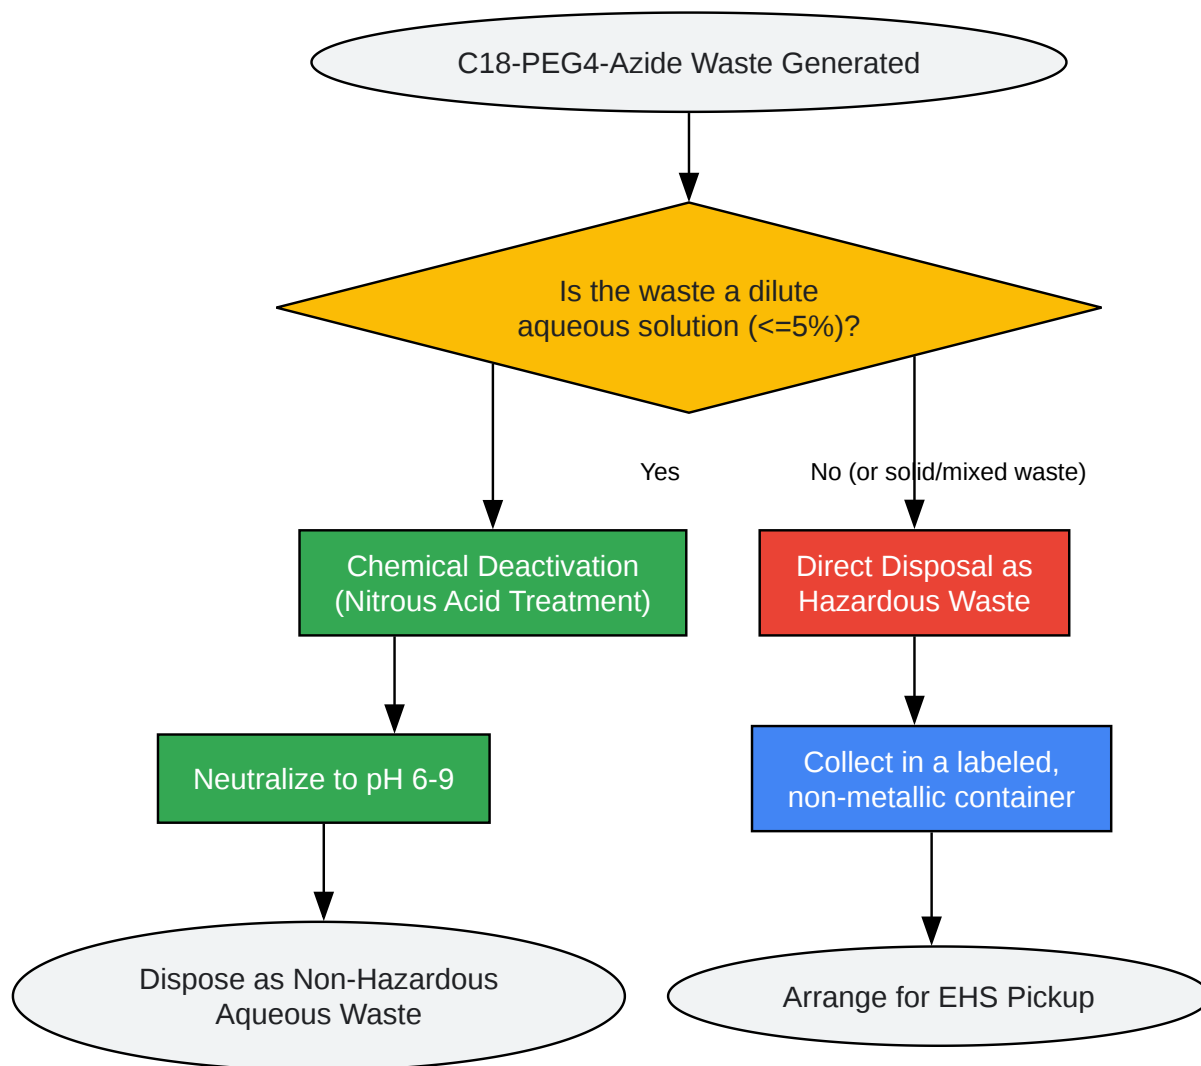 C18-PEG4-Azide Waste Generated
Is the waste a dilute
aqueous solution (<=5%)?
Yes
No (or solid/mixed waste)
Chemical Deactivation
(Nitrous Acid Treatment)
Direct Disposal as
Hazardous Waste
Neutralize to pH 6-9
Collect in a labeled,
non-metallic container
Dispose as Non-Hazardous
Aqueous Waste
Arrange for EHS Pickup